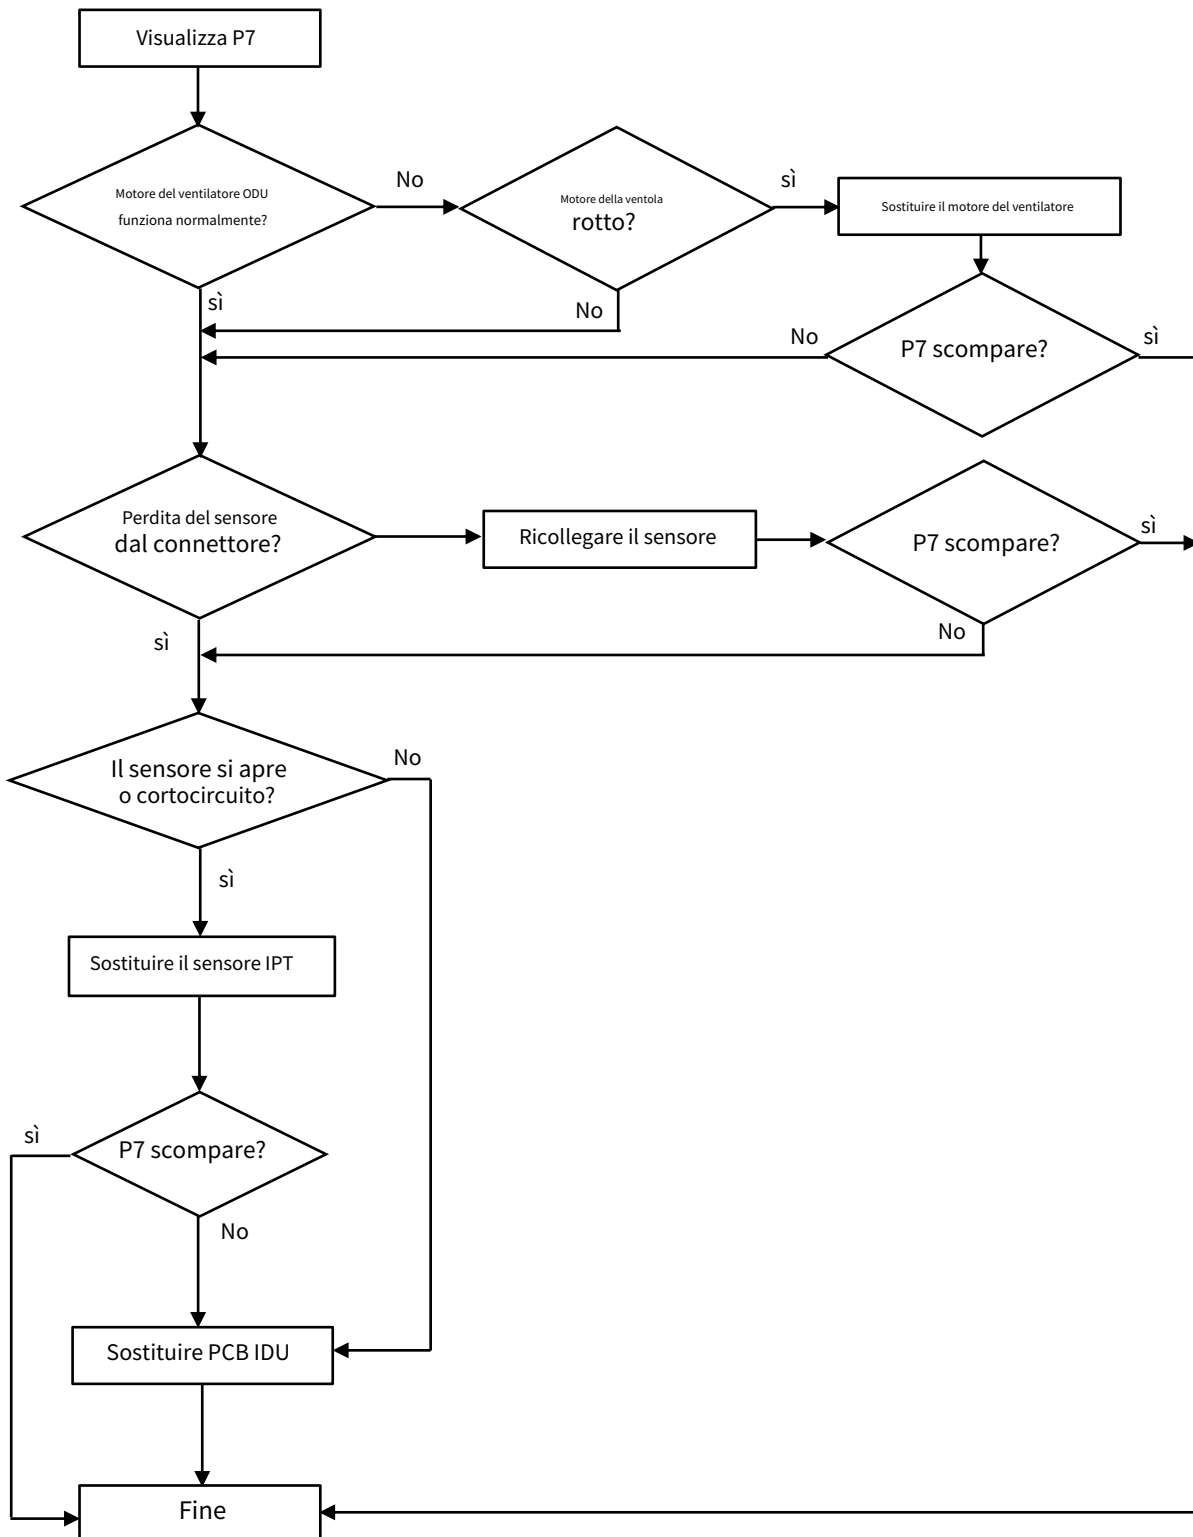 Visualizza P7
Motore del ventilatore ODU
funziona normalmente?
No
Motore della ventola
rotto?
sì
Sostituire il motore del ventilatore
sì
No
No
P7 scompare?
sì
Perdita del sensore
dal connettore?
Ricollegare il sensore
P7 scompare?
sì
sì
No
Il sensore si apre
o cortocircuito?
No
sì
Sostituire il sensore IPT
sì
P7 scompare?
No
Sostituire PCB IDU
Fine